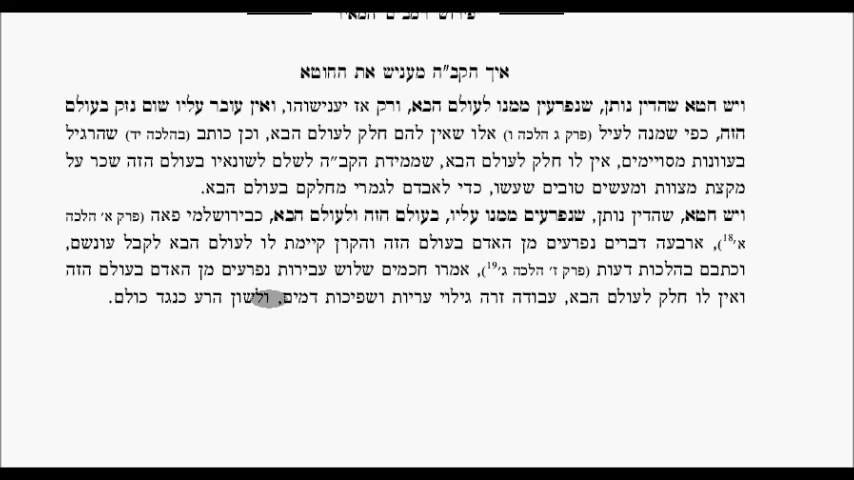 פירוש רמב״ם המאיר
איך הקב"ה מעניש את החוטא
ויש חטא שהדין נותן, שנפרעין ממנו לעולם הבא, ורק אז יענישוהו, ואין עובר עליו שום נזק בעולם
הזה, כפי שמנה לעיל (פרק ג הלכה ו) אלו שאין להם חלק לעולם הבא, וכן כותב (בהלכה יד) שהרגיל
בעוונות מסויימים, אין לו חלק לעולם הבא, שממידת הקב"ה לשלם לשונאיו בעולם הזה שכר על
מקצת מצוות ומעשים טובים שעשו, כדי לאבדם לגמרי מחלקם בעולם הבא.
ויש חטא, שהדין נותן, שנפרעים ממנו עליו, בעולם הזה ולעולם הבא, כבירושלמי פאה (פרק א' הלכה
א'18), ארבעה דברים נפרעים מן האדם בעולם הזה והקרן קיימת לו לעולם הבא לקבל עונשם,
וכתבם בהלכות דעות (פרק ז' הלכה ג'19), אמרו חכמים שלוש עבירות נפרעים מן האדם בעולם הזה
ואין לו חלק לעולם הבא, עבודה זרה גילוי עריות ושפיכות דמים, ולשון הרע כנגד כולם.